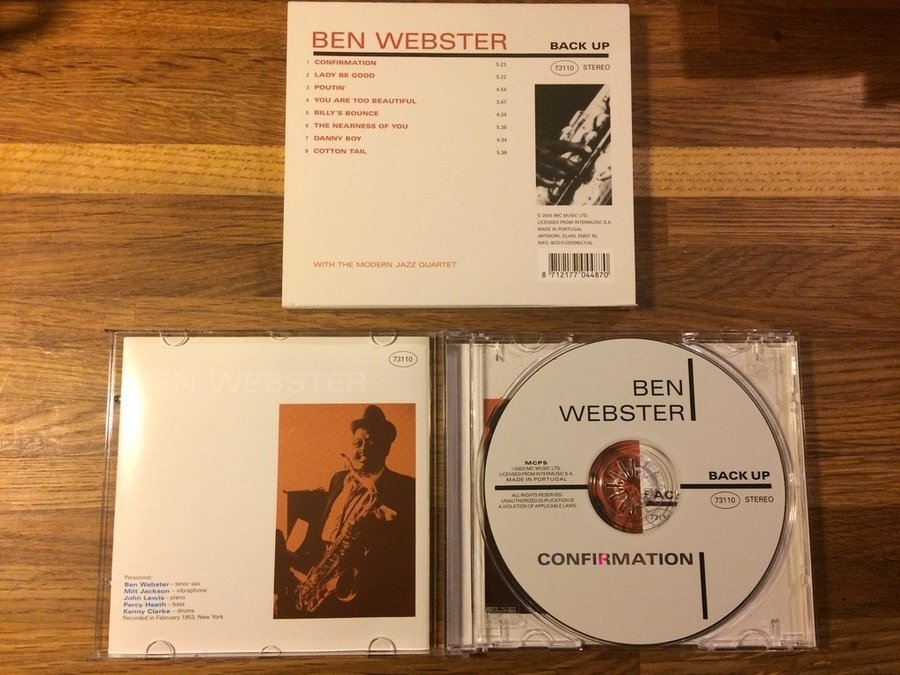 BEN WEBSTER
BACK UP
73110 STEREO
1 CONFIRMATION 5.23
2 LADY BE GOOD 5.22
3 POUTIN' 4.54
4 YOU ARE TOO BEAUTIFUL 3.47
5 BILLY'S BOUNCE 4.24
6 THE NEARNESS OF YOU 5.38
7 DANNY BOY 4.34
8 COTTON TAIL 5.38
© 2003 IMC MUSIC LTD.
LICENSED FROM INTERMUSIC S.A.
MADE IN PORTUGAL
INFO: BCD@CDDIRECT.NL
WITH THE MODERN JAZZ QUARTET
8 712177 044870
73110
BEN WEBSTER
Personnel:
Ben Webster – tenor sax
Milt Jackson – vibraphone
John Lewis – piano
Percy Heath – bass
Kenny Clarke – drums
Recorded in February 1953, New York
BEN
WEBSTER
MCPS
©2003 IMC MUSIC LTD.
LICENSED FROM INTERMUSIC S.A.
MADE IN PORTUGAL
BACK UP
ALL RIGHTS RESERVED.
UNAUTHORIZED DUPLICATION IS
A VIOLATION OF APPLICABLE LAWS.
73110 STEREO
CONFIRMATION